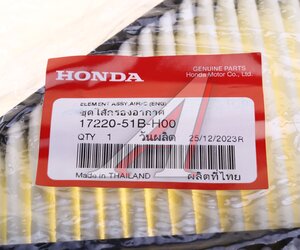 HONDA
GENUINE PARTS
Honda Motor Co., Ltd.
ELEMENT ASSY,AIR/C (ENG)
ชุดไส้กรองอากาศ
17220-51B-H00
QTY 1 วันผลิต 25/12/2023R
Made in THAILAND ผลิตที่ไทย